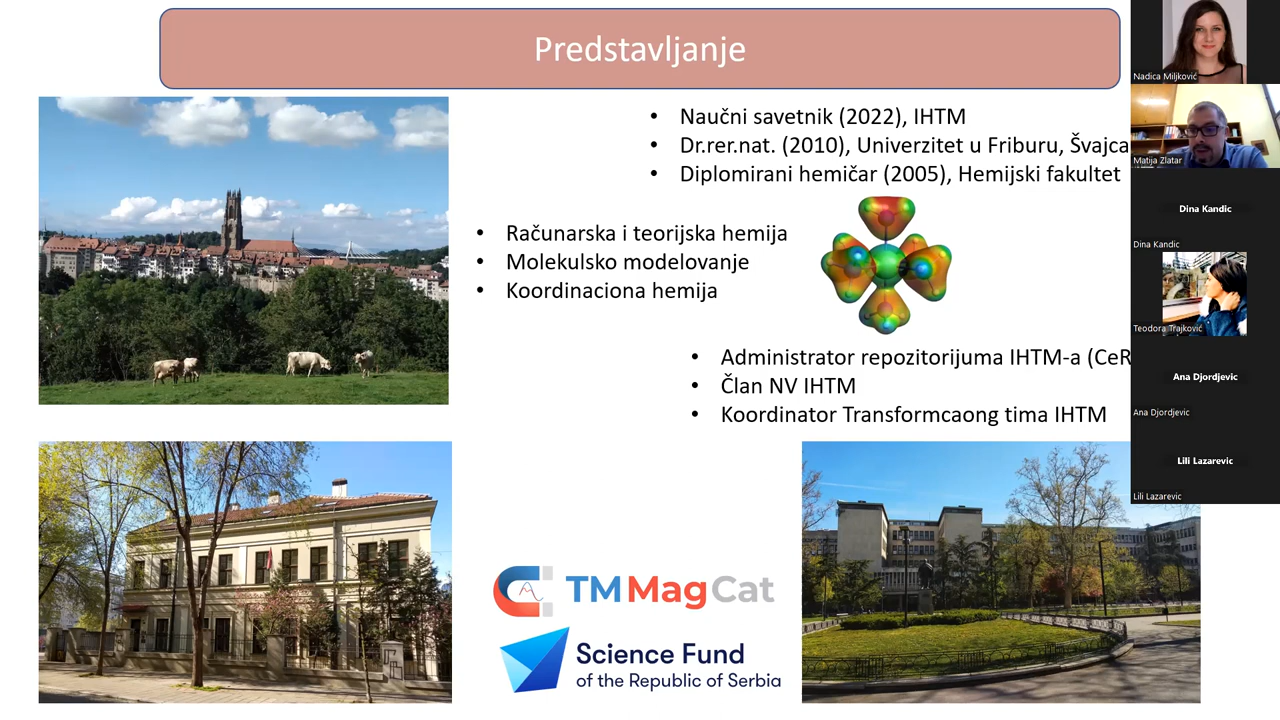 Predstavljanje
• Naučni savetnik (2022), IHTM
• Dr.rer.nat. (2010), Univerzitet u Friburu, Švajca
• Diplomirani hemičar (2005), Hemijski fakultet
• Računarska i teorijska hemija
• Molekulsko modelovanje
• Koordinaciona hemija
• Administrator repozitorijuma IHTM-a (CeR
• Član NV IHTM
• Koordinator Transformcaong tima IHTM
TMMagCat
Science Fund
of the Republic of Serbia
Nadica Miljković
Matija Zlatar
Dina Kandic
Dina Kandic
Teodora Trajković
Ana Djordjevic
Ana Djordjevic
Lili Lazarevic
Lili Lazarevic